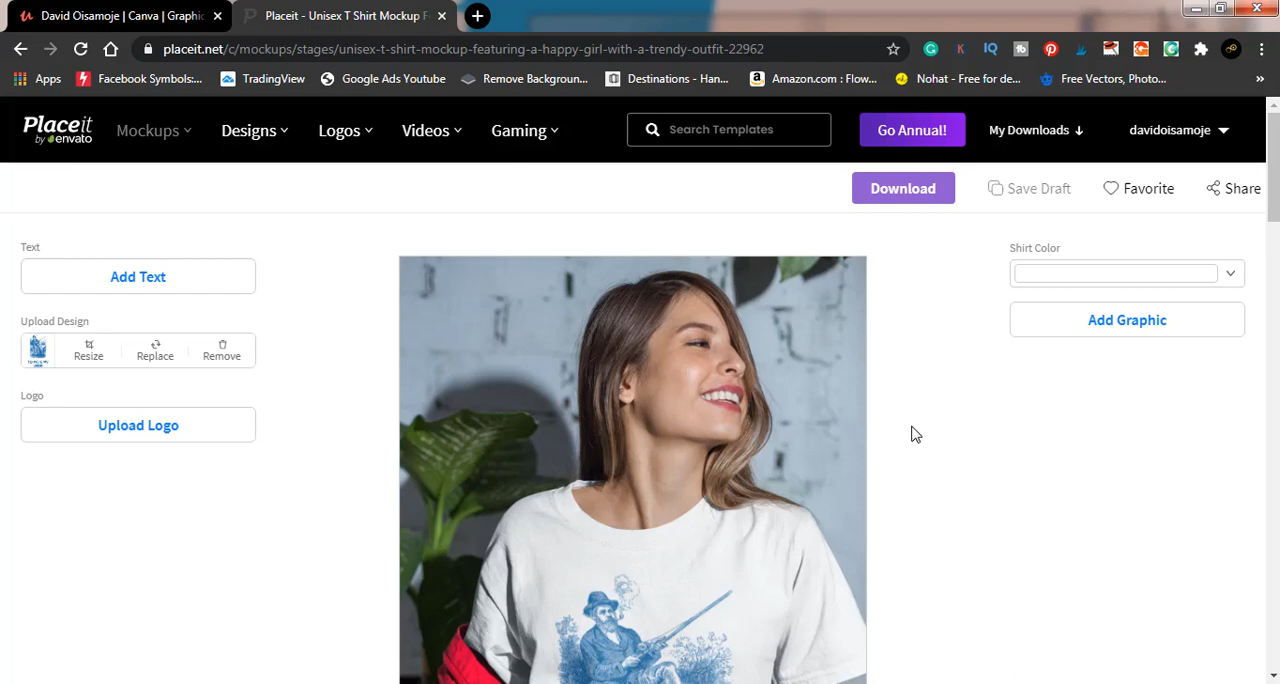 David Oisamoje | Canva | Graphic
Placeit - Unisex T Shirt Mockup F
placeit.net/c/mockups/stages/unisex-t-shirt-mockup-featuring-a-happy-girl-with-a-trendy-outfit-22962
Apps Facebook Symbols:... TradingView Google Ads Youtube Remove Backgroun... Destinations - Han... Amazon.com : Flow... Nohat - Free for de... Free Vectors, Photo... »
Placeit
by envato
Mockups Designs Logos Videos Gaming Search Templates Go Annual! My Downloads davidoisamoje
Download Save Draft Favorite Share
Text
Add Text
Upload Design
Resize Replace Remove
Logo
Upload Logo
Shirt Color
Add Graphic